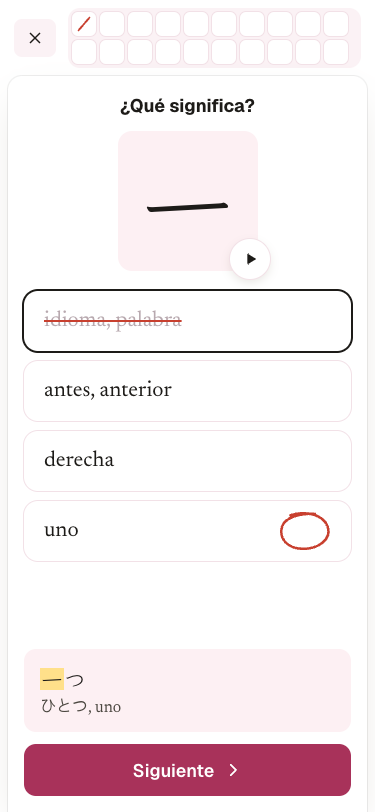 ¿Qué significa?
一
idioma, palabra
antes, anterior
derecha
uno
一つ
ひとつ, uno
Siguiente